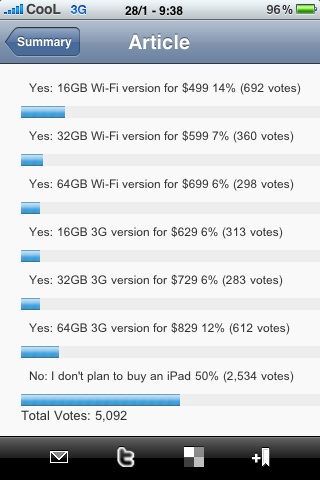 CooL 3G 28/1 - 9:38 96%
Summary Article
Yes: 16GB Wi-Fi version for $499 14% (692 votes)
Yes: 32GB Wi-Fi version for $599 7% (360 votes)
Yes: 64GB Wi-Fi version for $699 6% (298 votes)
Yes: 16GB 3G version for $629 6% (313 votes)
Yes: 32GB 3G version for $729 6% (283 votes)
Yes: 64GB 3G version for $829 12% (612 votes)
No: I don't plan to buy an iPad 50% (2,534 votes)
Total Votes: 5,092